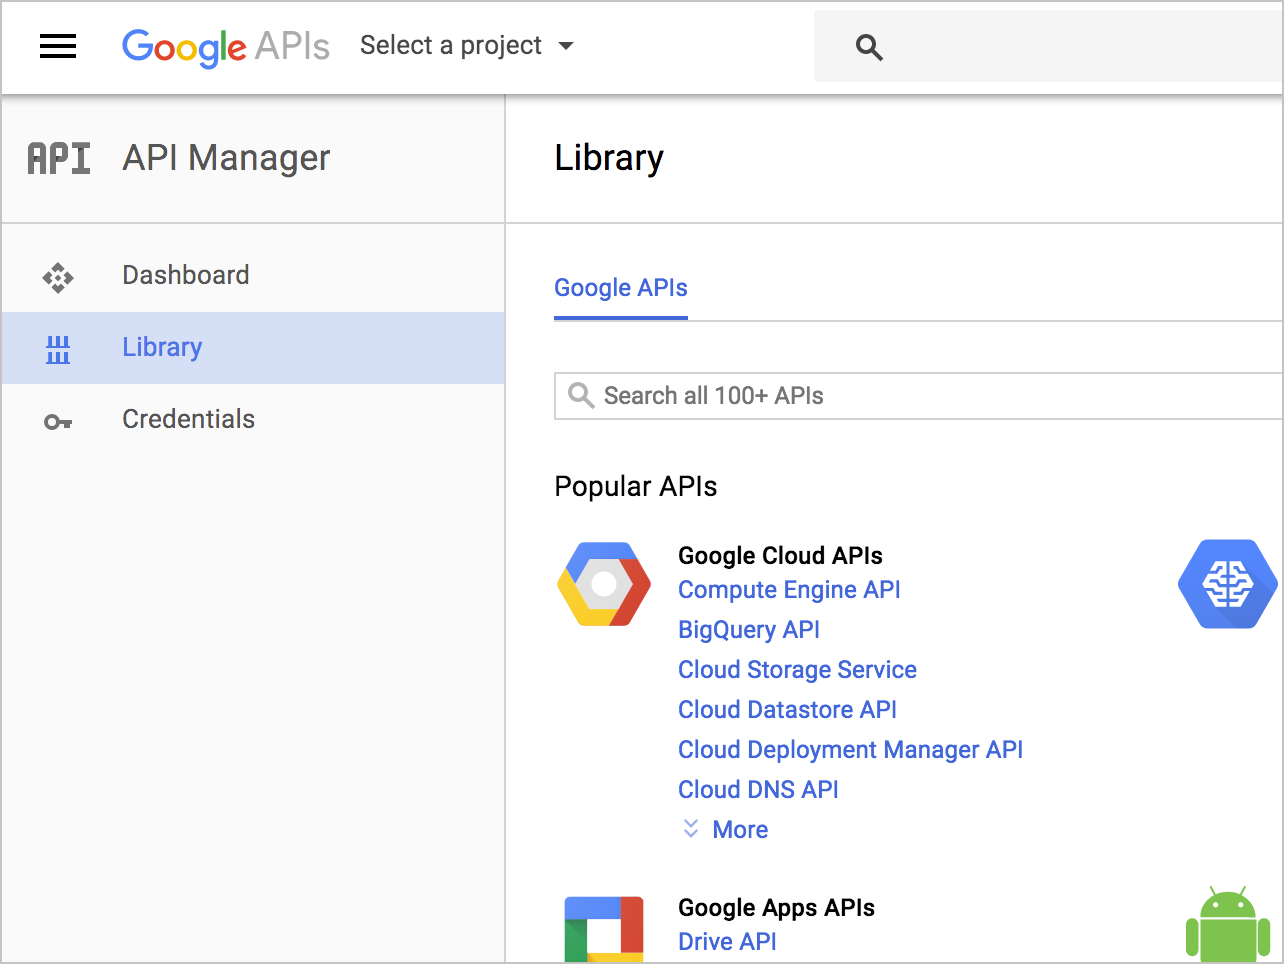 Google APIs Select a project
API API Manager
Library
Dashboard
Library
Credentials
Google APIs
Search all 100+ APIs
Popular APIs
Google Cloud APIs
Compute Engine API
BigQuery API
Cloud Storage Service
Cloud Datastore API
Cloud Deployment Manager API
Cloud DNS API
More
Google Apps APIs
Drive API